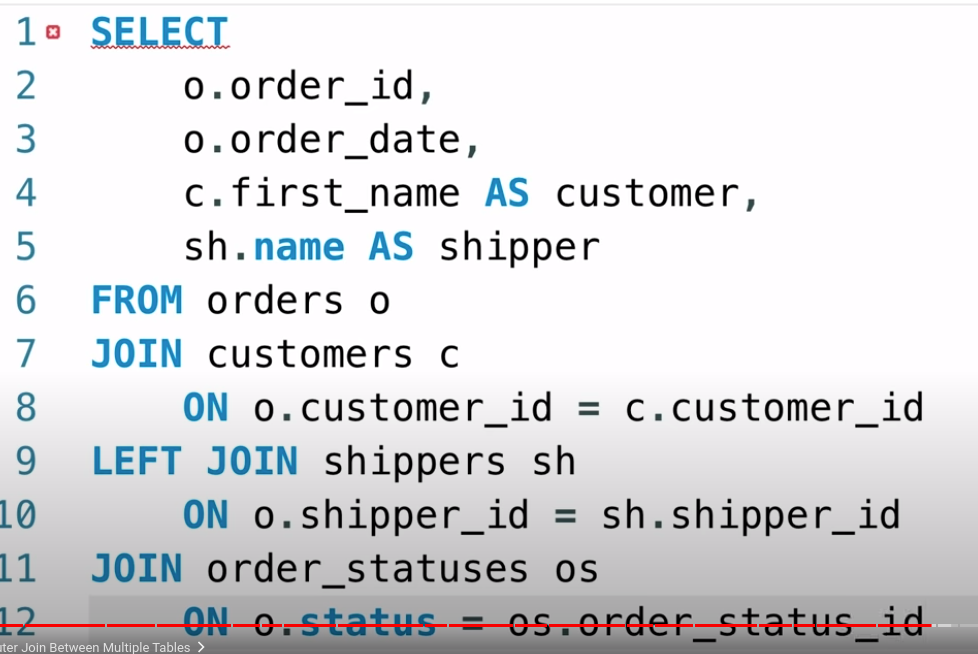 1 SELECT
2 o.order_id,
3 o.order_date,
4 c.first_name AS customer,
5 sh.name AS shipper
6 FROM orders o
7 JOIN customers c
8 ON o.customer_id = c.customer_id
9 LEFT JOIN shippers sh
10 ON o.shipper_id = sh.shipper_id
11 JOIN order_statuses os
12 ON o.status = os.order_status_id
uter Join Between Multiple Tables >